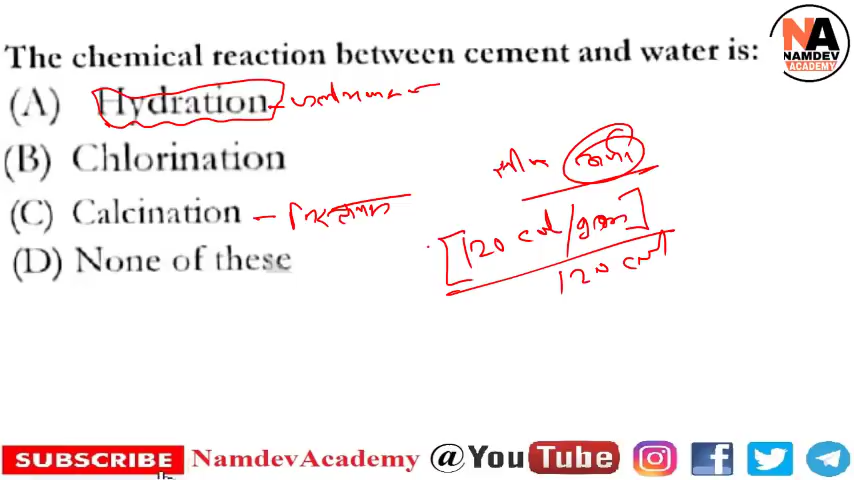 NA
NAMDEV
ACADEMY
The chemical reaction between cement and water is:
(A) Hydration
(B) Chlorination
(C) Calcination
(D) None of these
[120 cal/gram]
120 cal
SUBSCRIBE NamdevAcademy @YouTube